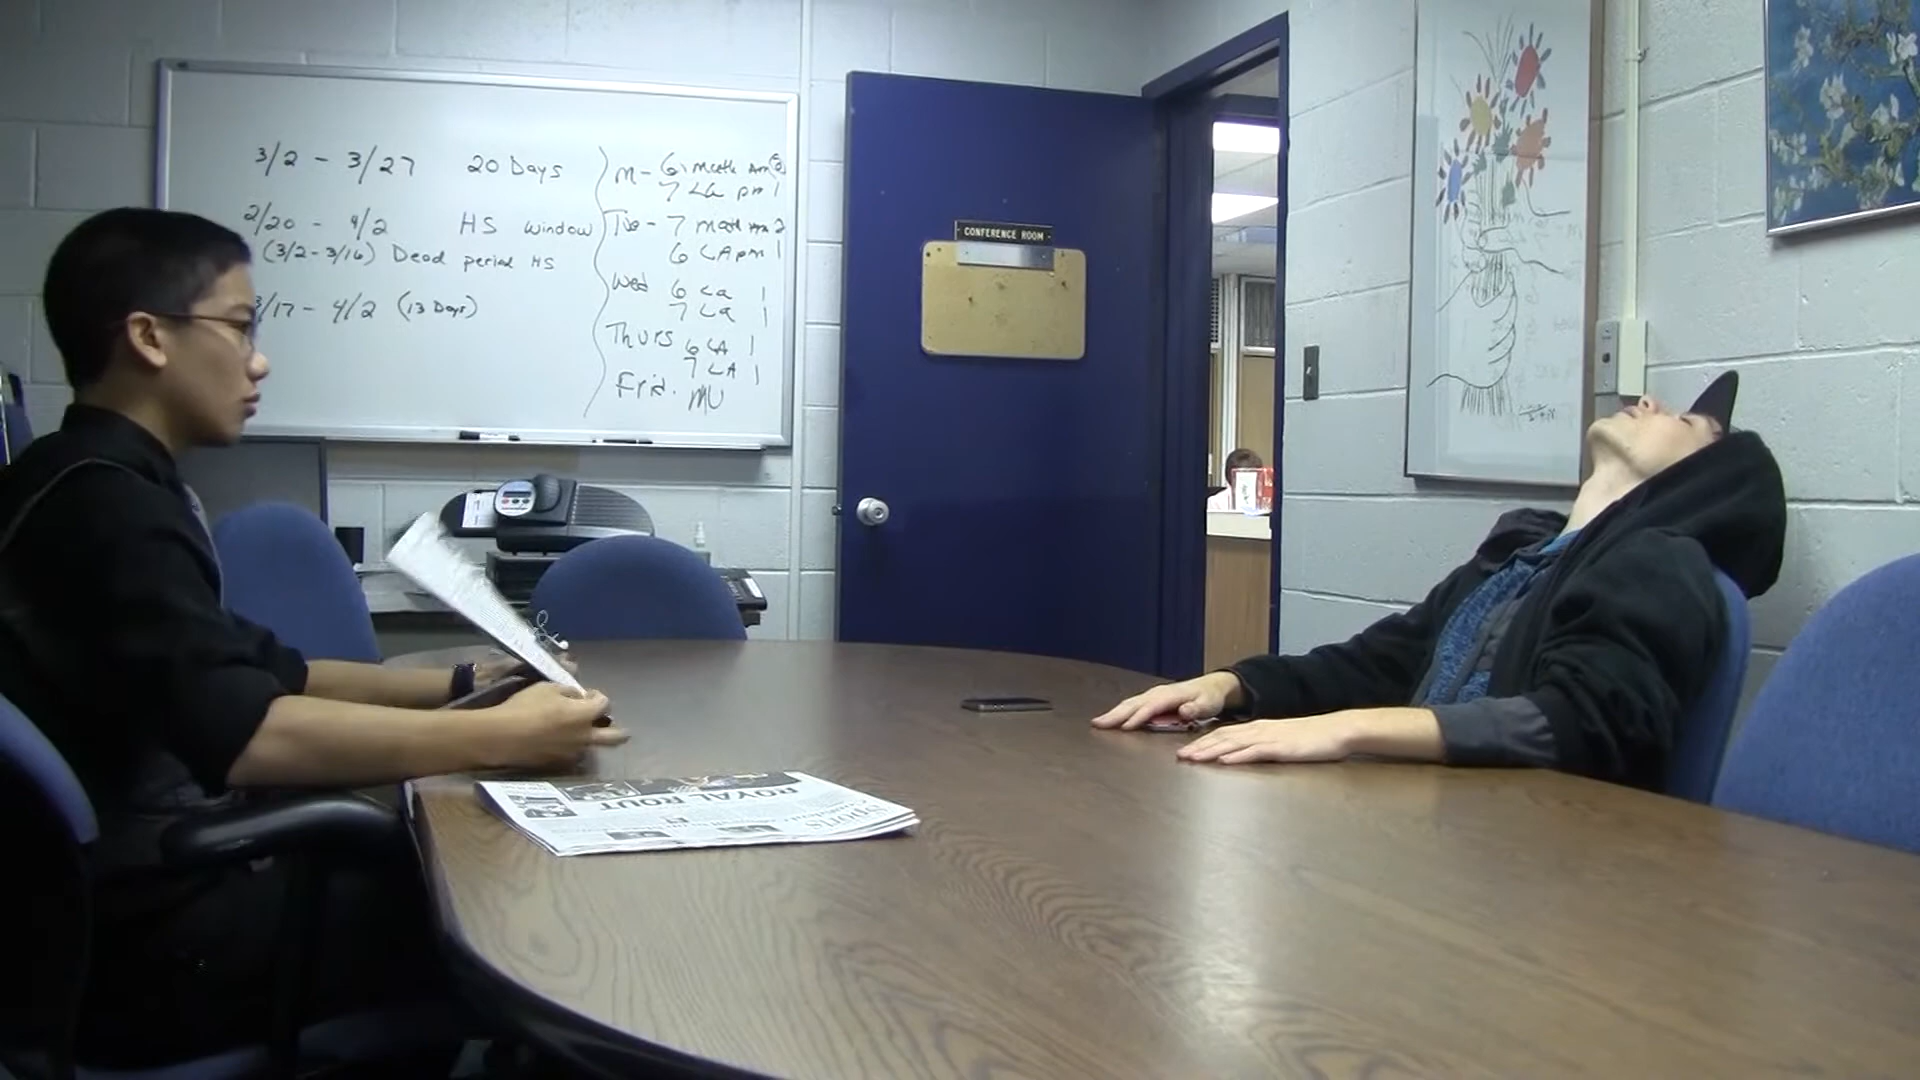 3/2 - 3/27 20 Days
2/20 - 4/2 HS window
(3/2-3/16) Dead period HS
3/17 - 4/2 (13 Days)
M - 6 math Am
7 La pm 1
Tue - 7 math Am 2
6 LA pm 1
Wed 6 La 1
7 La 1
Thurs 6 LA 1
7 LA 1
Frid. MU
CONFERENCE ROOM
ROYAL ROUT
SPORTS